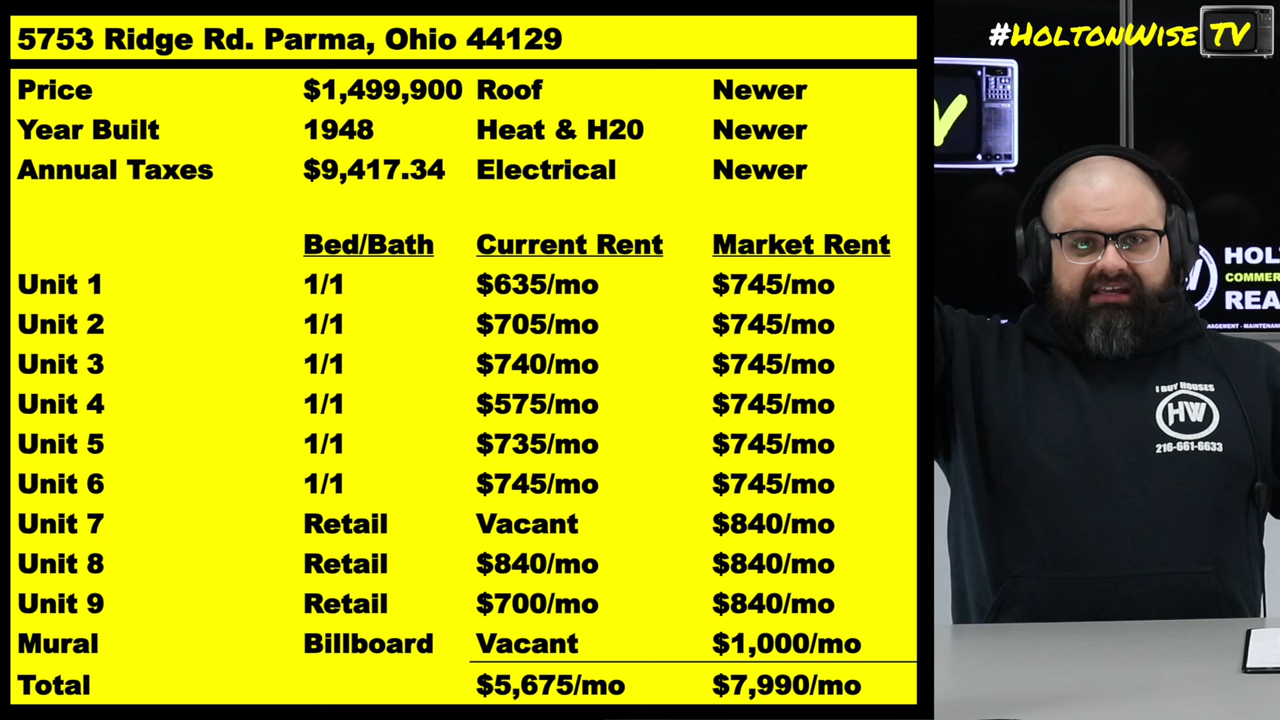 5753 Ridge Rd. Parma, Ohio 44129
Price $1,499,900 Roof Newer
Year Built 1948 Heat & H20 Newer
Annual Taxes $9,417.34 Electrical Newer
Bed/Bath Current Rent Market Rent
Unit 1 1/1 $635/mo $745/mo
Unit 2 1/1 $705/mo $745/mo
Unit 3 1/1 $740/mo $745/mo
Unit 4 1/1 $575/mo $745/mo
Unit 5 1/1 $735/mo $745/mo
Unit 6 1/1 $745/mo $745/mo
Unit 7 Retail Vacant $840/mo
Unit 8 Retail $840/mo $840/mo
Unit 9 Retail $700/mo $840/mo
Mural Billboard Vacant $1,000/mo
Total $5,675/mo $7,990/mo
#HOLTONWISE TV
V
W
HOL
COMMER
REA
MAINTENAN
I BUY HOUSES
HW
216-661-6633